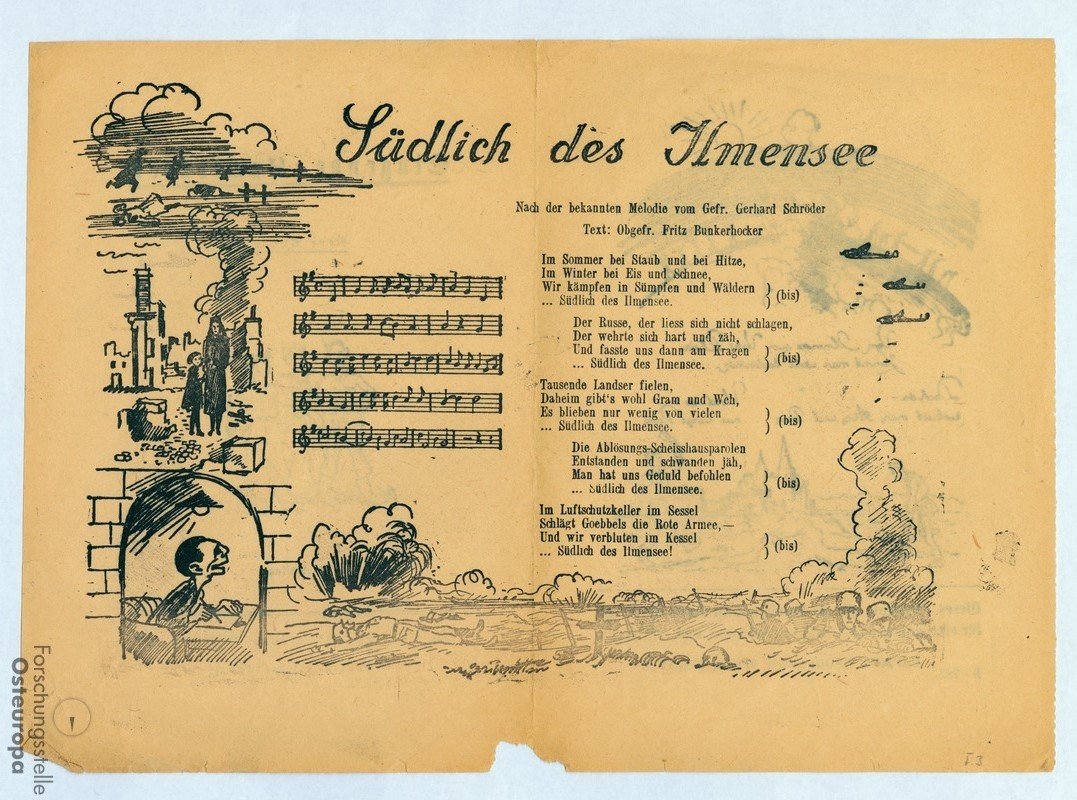 Südlich des Ilmensee
Nach der bekannten Melodie vom Gefr. Gerhard Schröder
Text: Obgefr. Fritz Bunkerhocker
Im Sommer bei Staub und bei Hitze,
Im Winter bei Eis und Schnee,
Wir kämpfen in Sümpfen und Wäldern
... Südlich des Ilmensee.
} (bis)
Der Russe, der liess sich nicht schlagen,
Der wehrte sich hart und zäh,
Und fasste uns dann am Kragen
... Südlich des Ilmensee.
} (bis)
Tausende Landser fielen,
Daheim gibt's wohl Gram und Weh,
Es blieben nur wenig von vielen
... Südlich des Ilmensee.
} (bis)
Die Ablösungs-Scheisshausparolen
Entstanden und schwanden jäh,
Man hat uns Geduld befohlen
... Südlich des Ilmensee.
} (bis)
Im Luftschutzkeller im Sessel
Schlägt Goebbels die Rote Armee,—
Und wir verbluten im Kessel
... Südlich des Ilmensee!
} (bis)
Forschungsstelle
Osteuropa